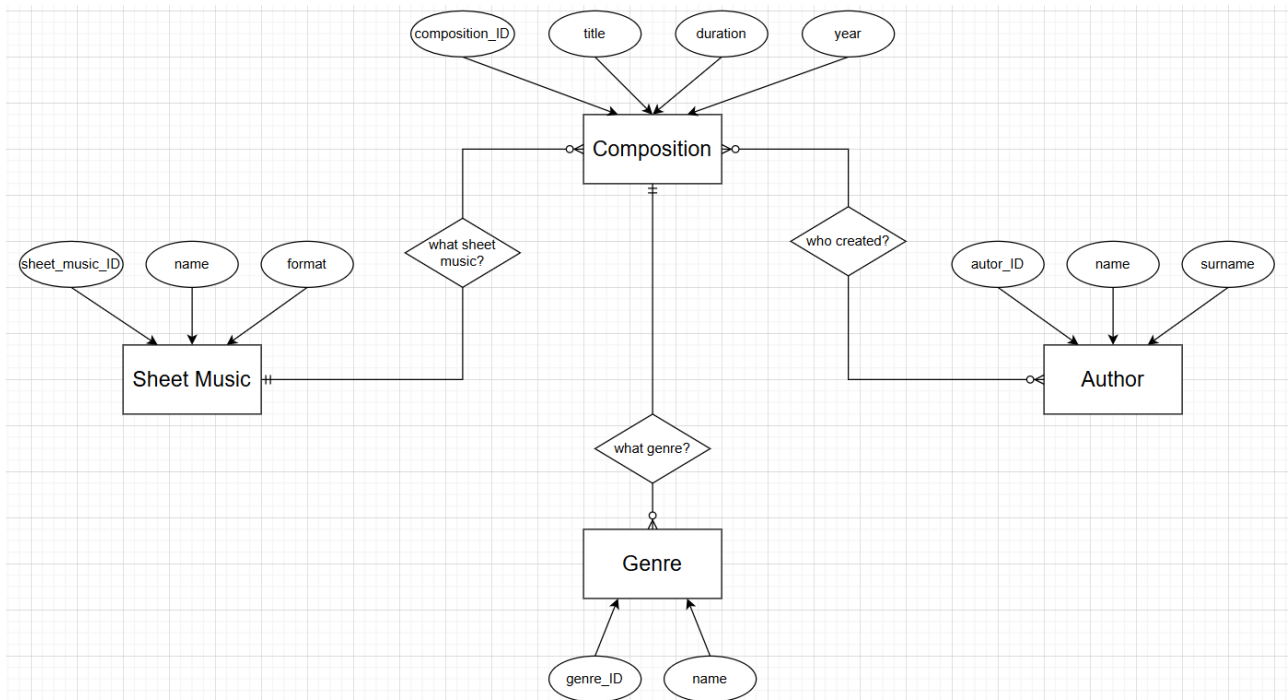 composition_ID
title
duration
year
Composition
what sheet
music?
who created?
sheet_music_ID
name
format
autor_ID
name
surname
Sheet Music
Author
what genre?
Genre
genre_ID
name